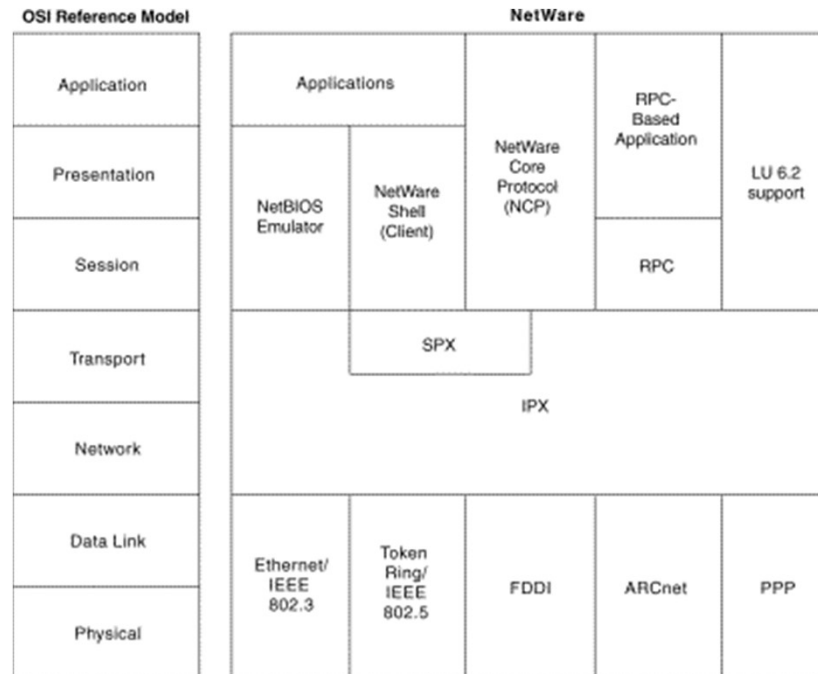 OSI Reference Model
NetWare
Application
Presentation
Session
Transport
Network
Data Link
Physical
Applications
NetBIOS
Emulator
NetWare
Shell
(Client)
NetWare
Core
Protocol
(NCP)
RPC-
Based
Application
RPC
LU 6.2
support
SPX
IPX
Ethernet/
IEEE
802.3
Token
Ring/
IEEE
802.5
FDDI
ARCnet
PPP